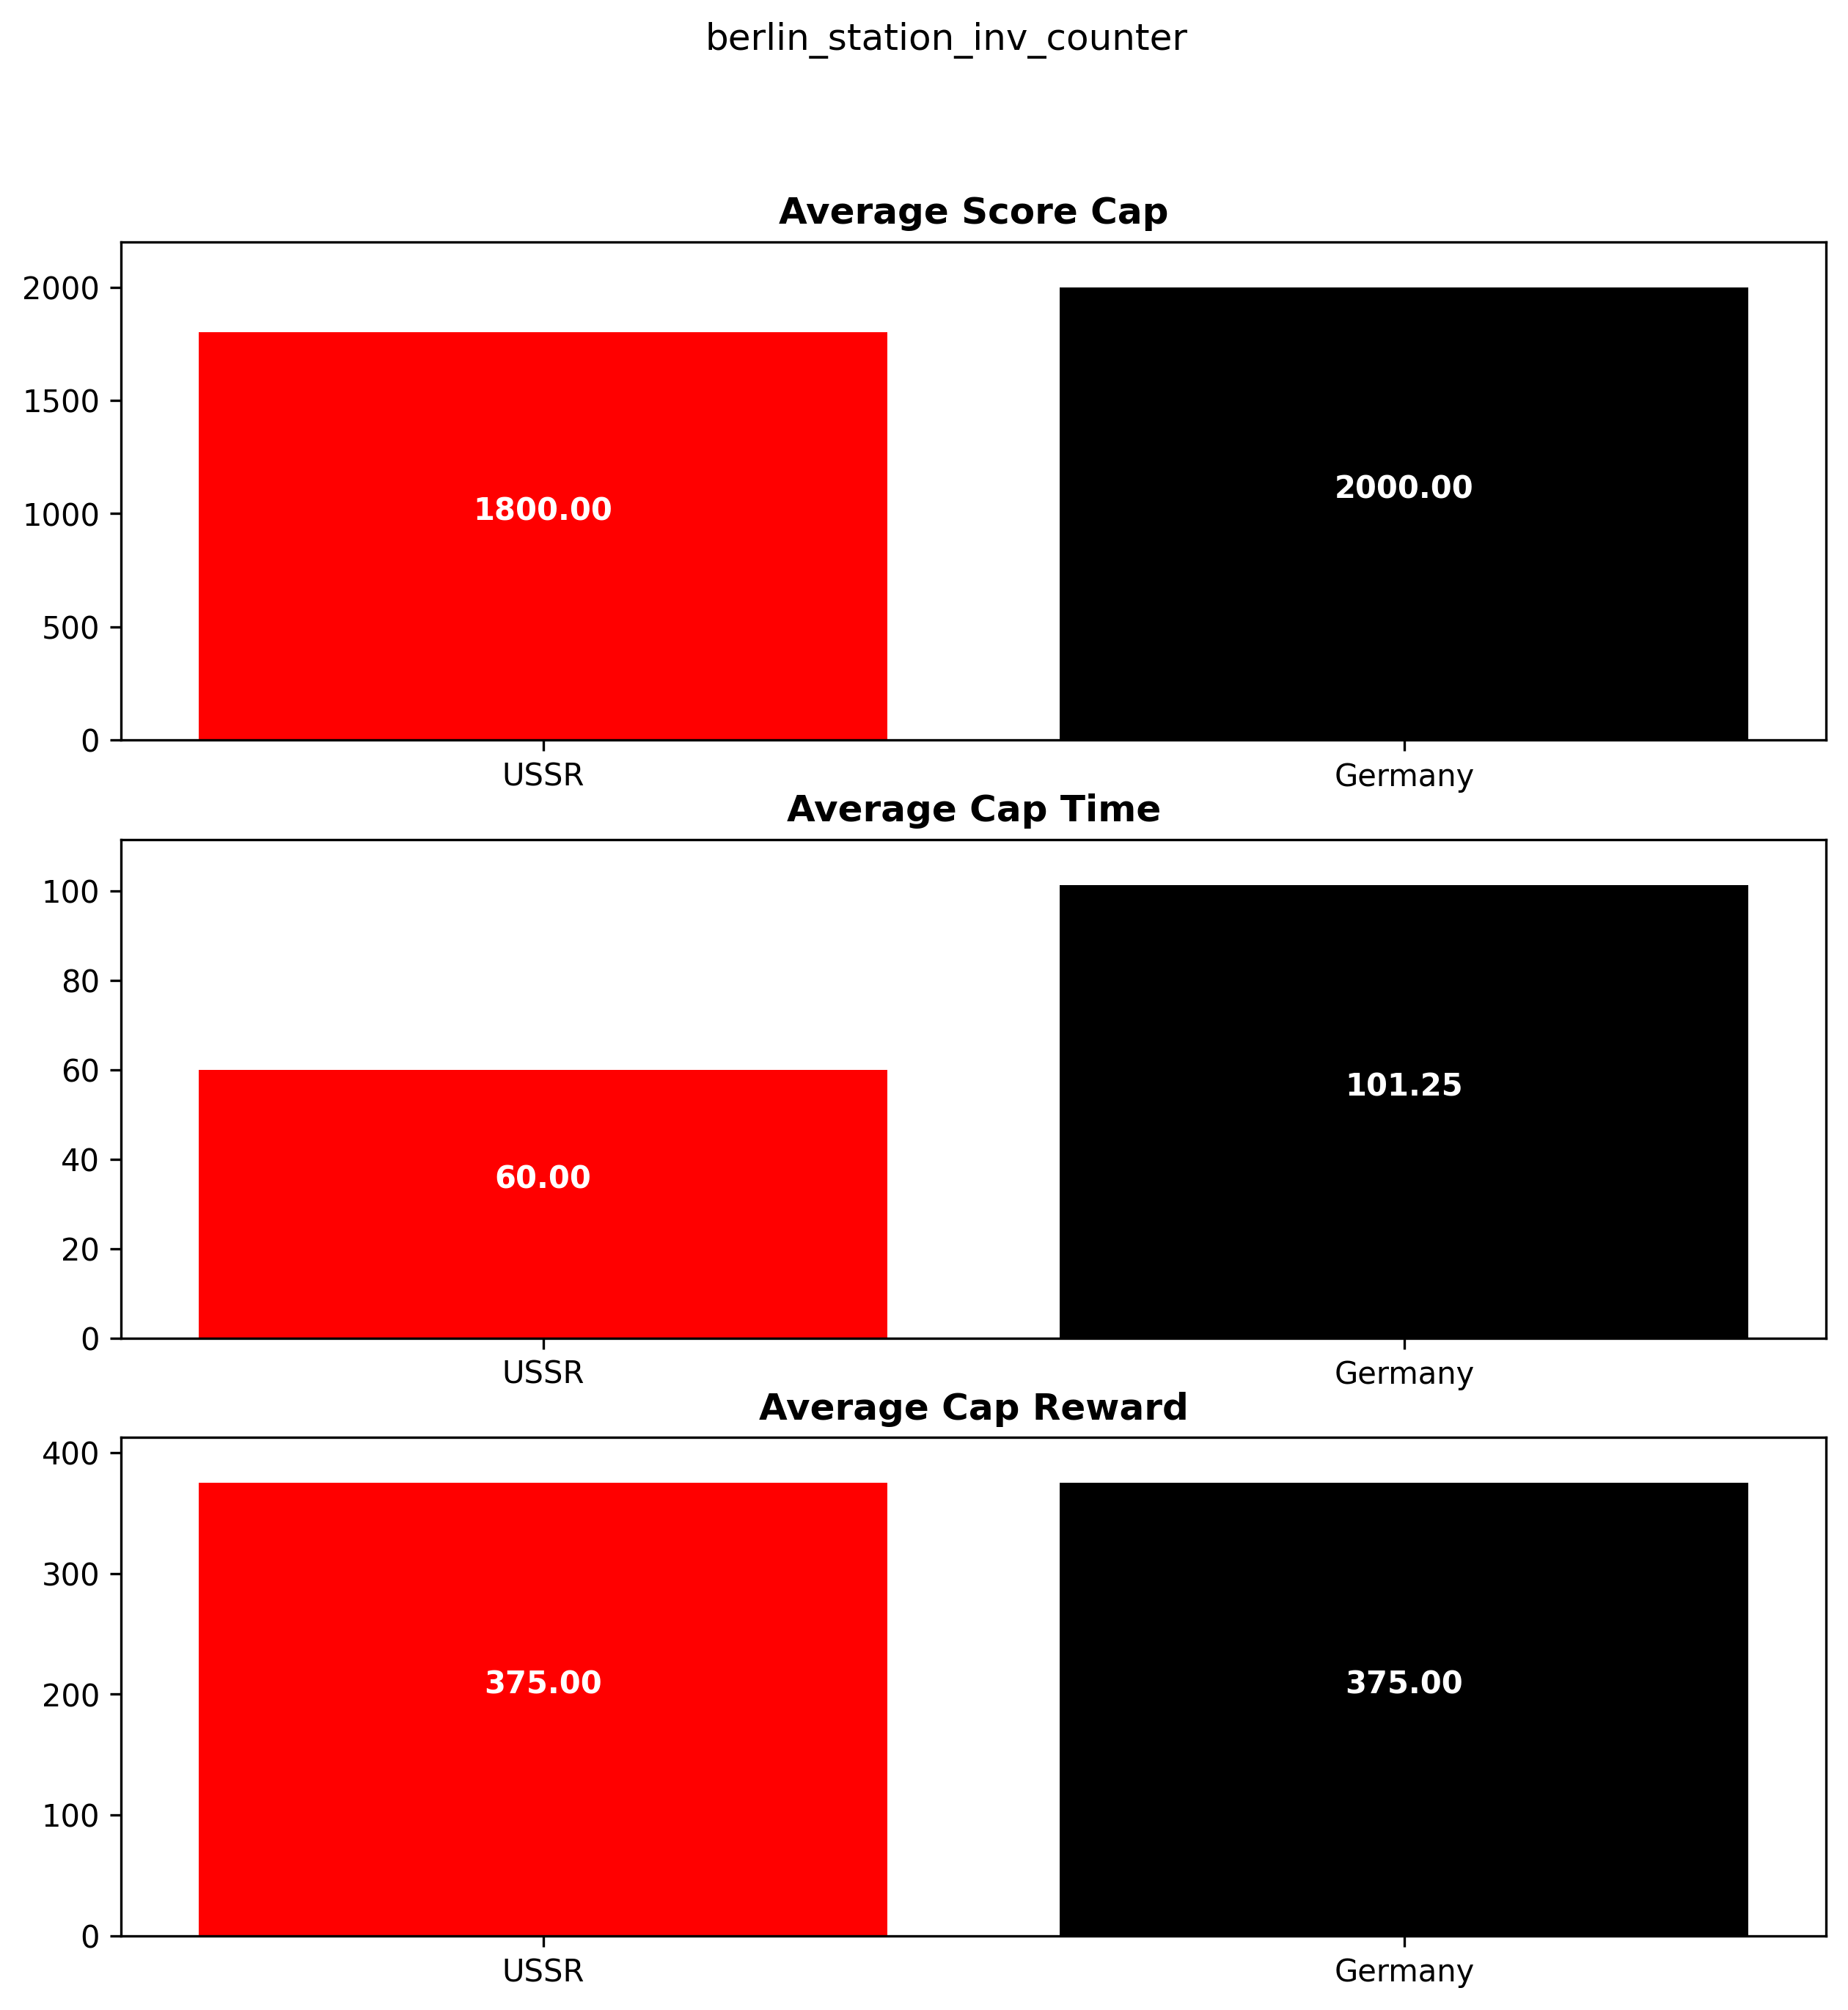 berlin_station_inv_counter
Average Score Cap
2000
1500
1000
500
0
1800.00
2000.00
USSR
Germany
Average Cap Time
100
80
60
40
20
0
60.00
101.25
USSR
Germany
Average Cap Reward
400
300
200
100
0
375.00
375.00
USSR
Germany